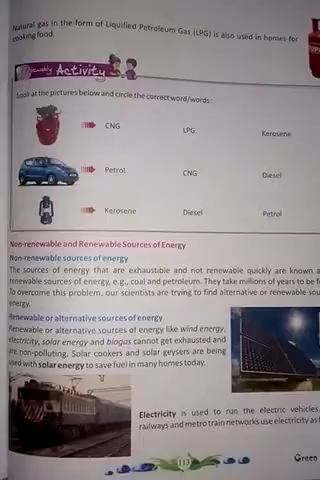 Natural gas in the form of Liquified Petroleum Gas (LPG) is also used in homes for
cooking food.
Activity
Look at the pictures below and circle the correct word/words:
CNG LPG Kerosene
Petrol CNG Diesel
Kerosene Diesel Petrol
Non-renewable and Renewable Sources of Energy
Non-renewable sources of energy
The sources of energy that are exhaustible and not renewable quickly are known
renewable sources of energy, e.g., coal and petroleum. They take millions of years to be
To overcome this problem, our scientists are trying to find alternative or renewable
energy.
Renewable or alternative sources of energy
Renewable or alternative sources of energy like wind energy,
electricity, solar energy and biogas cannot get exhausted and
are non-polluting. Solar cookers and solar geysers are being
used with solar energy to save fuel in many homes today.
Electricity is used to run the electric vehicles.
railways and metro train networks use electricity as
113
Green